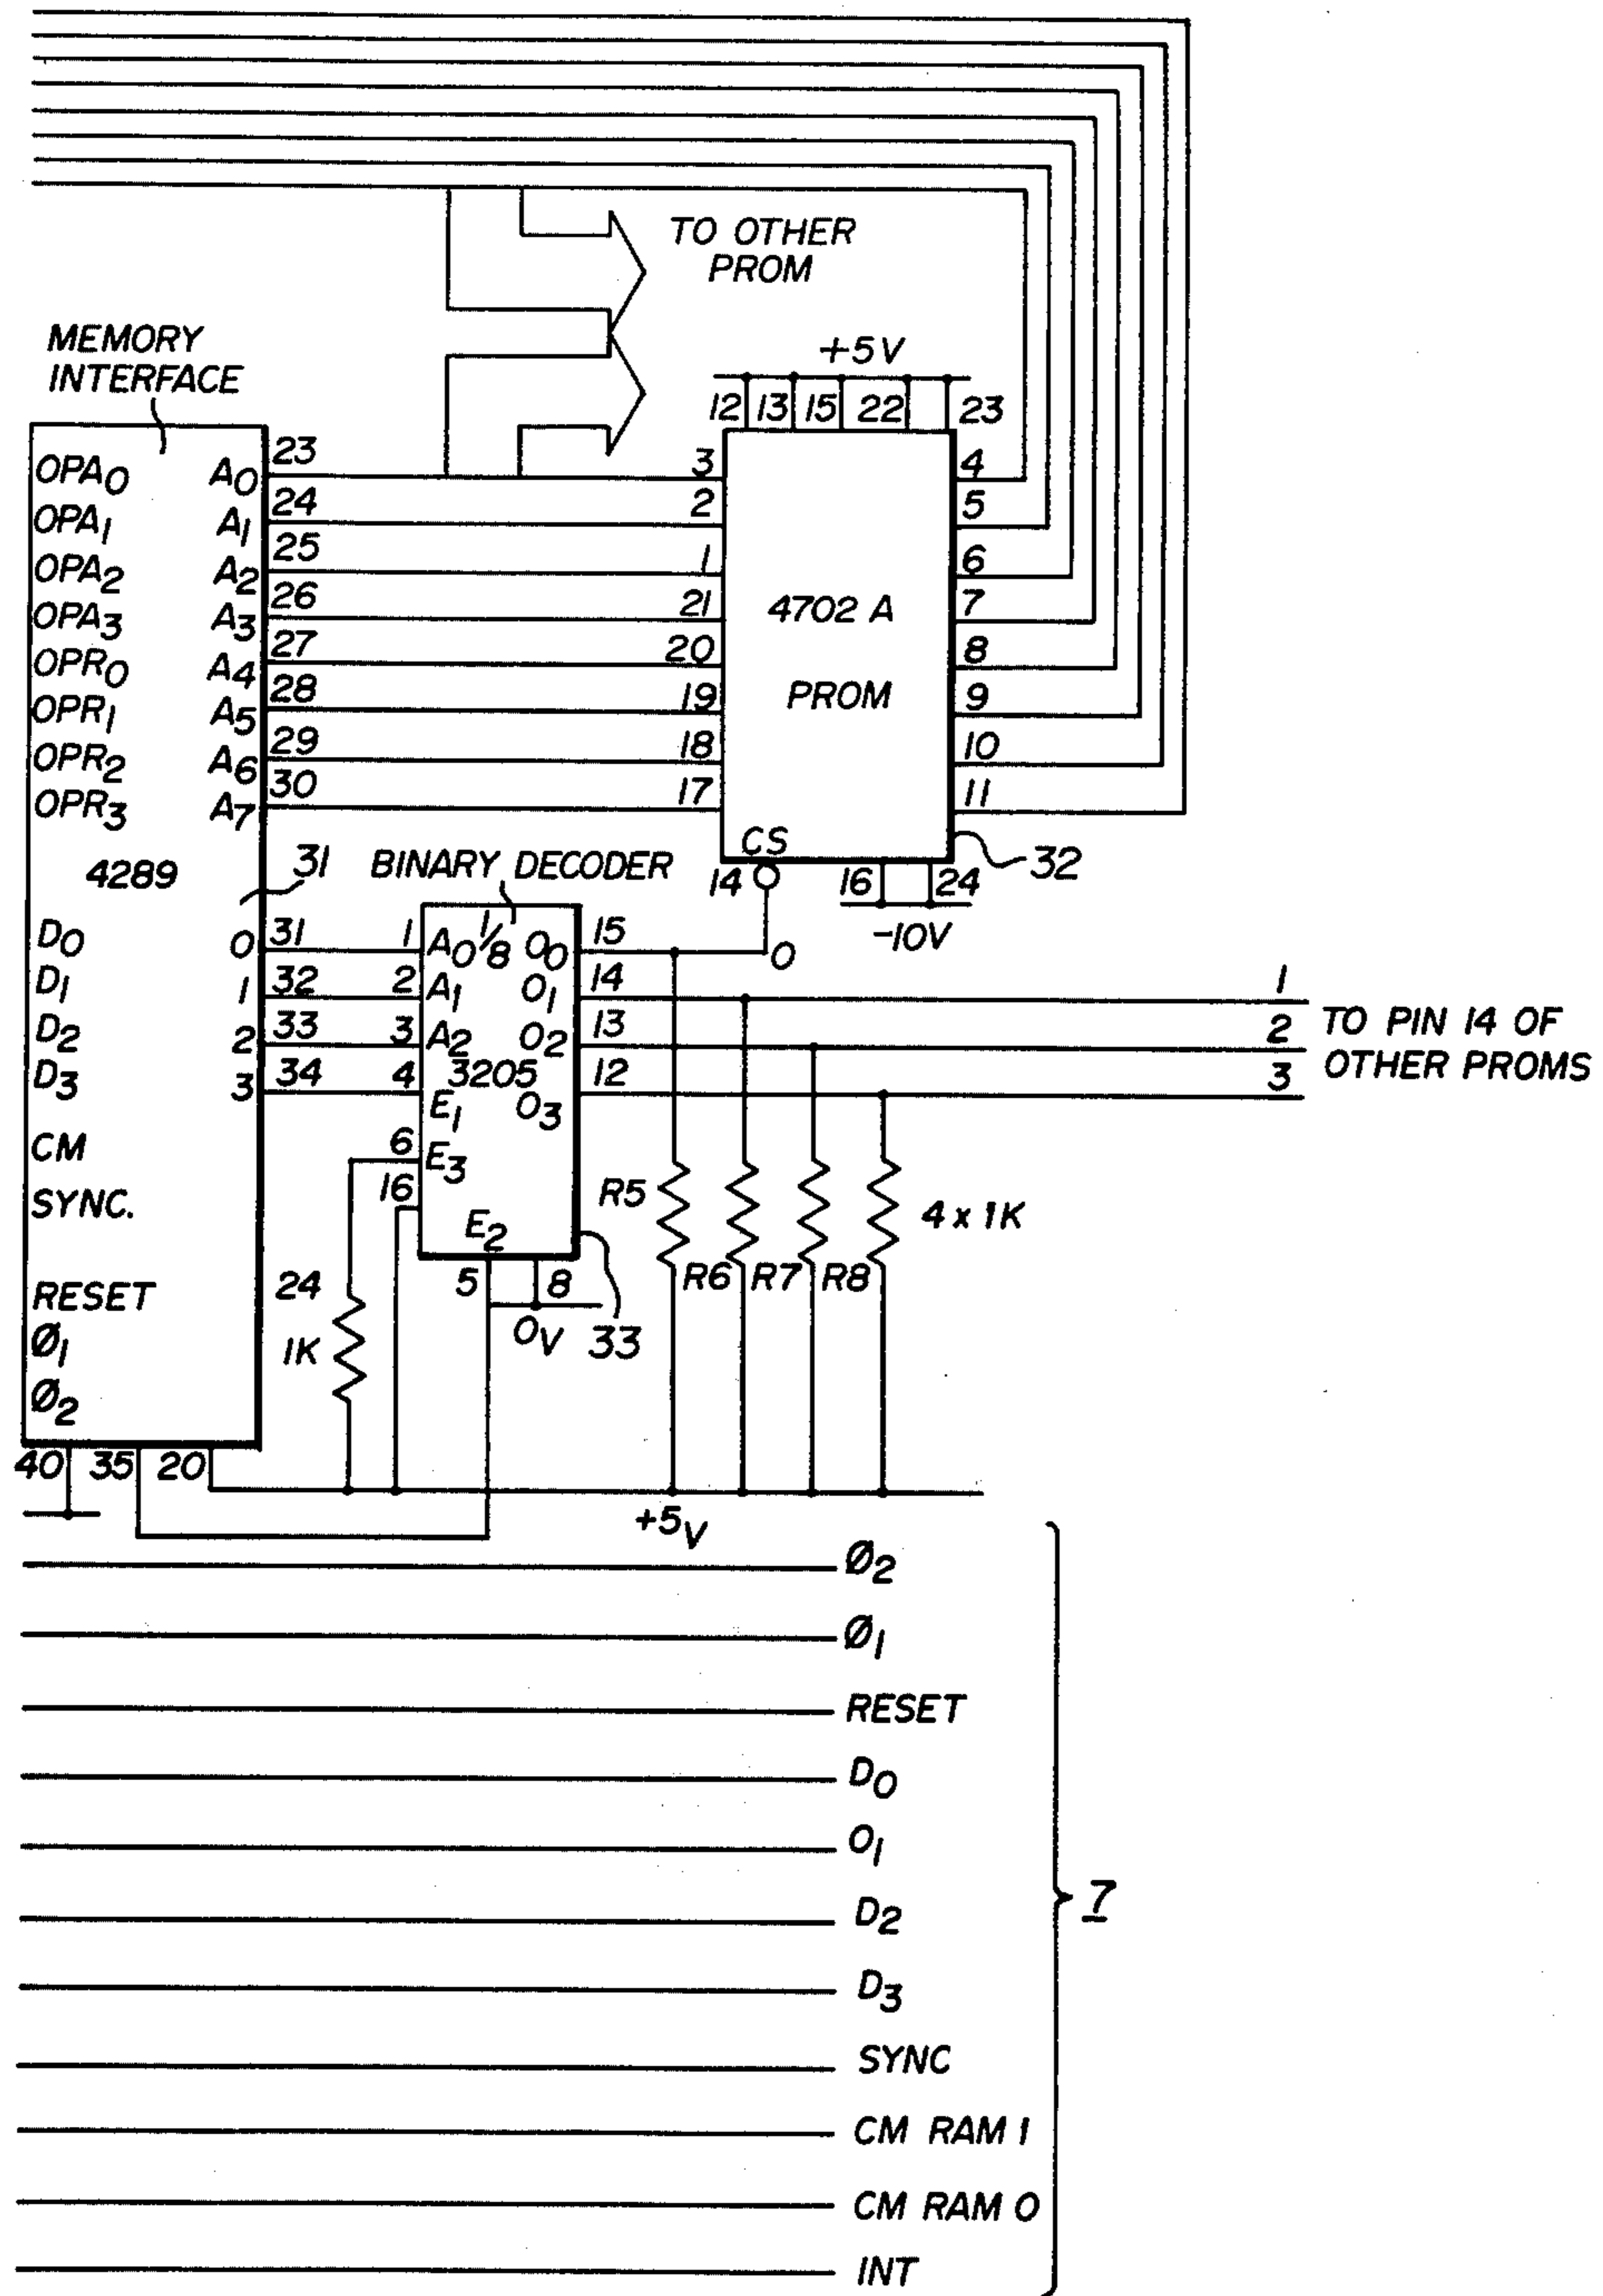 TO OTHER
PROM
MEMORY
INTERFACE
+5V
12 13 15 22 23
OPA0 A0 23 3 4
OPA1 A1 24 2 5
OPA2 A2 25 1 6
OPA3 A3 26 21 4702 A 7
OPR0 A4 27 20 8
OPR1 A5 28 19 PROM 9
OPR2 A6 29 18 10
OPR3 A7 30 17 11
CS
4289 31 BINARY DECODER 14 16 24 32
-10V
D0 0 31 1 A0 1/8 O0 15 0
D1 1 32 2 A1 O1 14 1
D2 2 33 3 A2 O2 13 2 TO PIN 14 OF
D3 3 34 4 3205 12 3 OTHER PROMS
E1 O3
CM 6 E3
SYNC. 16 R5 4 x 1K
E2
RESET 24 5 8 R6 R7 R8
Ø1 1K 0V 33
Ø2
40 35 20
+5V
Ø2
Ø1
RESET
D0
O1
D2
7
D3
SYNC
CM RAM 1
CM RAM 0
INT